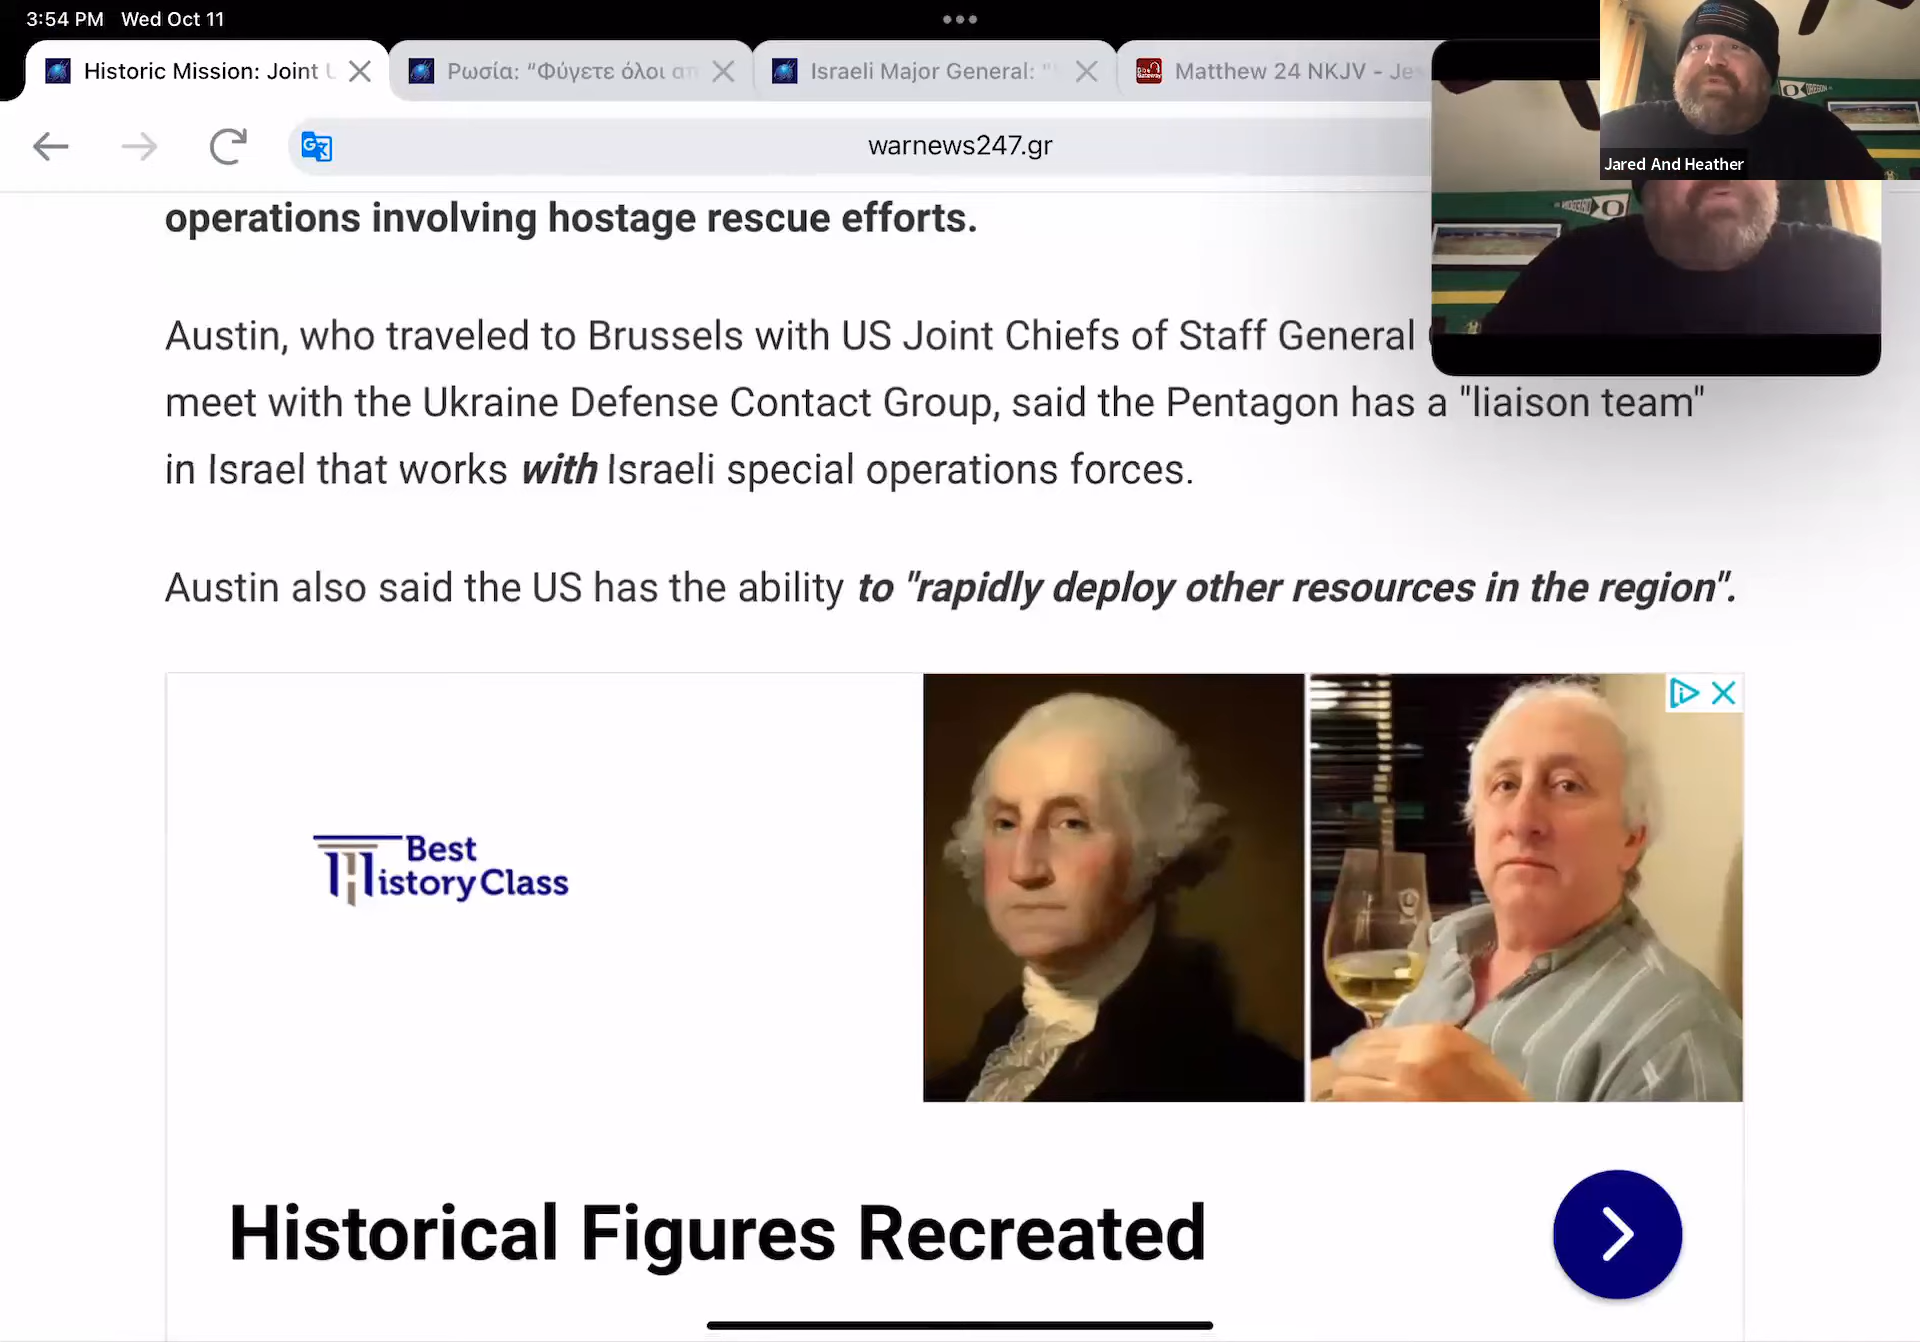 3:54 PM Wed Oct 11
Historic Mission: Joint
Ρωσία: "Φύγετε όλοι απ
Israeli Major General: "
Matthew 24 NKJV - Jes
warnews247.gr
Jared And Heather
operations involving hostage rescue efforts.
Austin, who traveled to Brussels with US Joint Chiefs of Staff General
meet with the Ukraine Defense Contact Group, said the Pentagon has a "liaison team"
in Israel that works with Israeli special operations forces.
Austin also said the US has the ability to "rapidly deploy other resources in the region".
Best
HistoryClass
Historical Figures Recreated